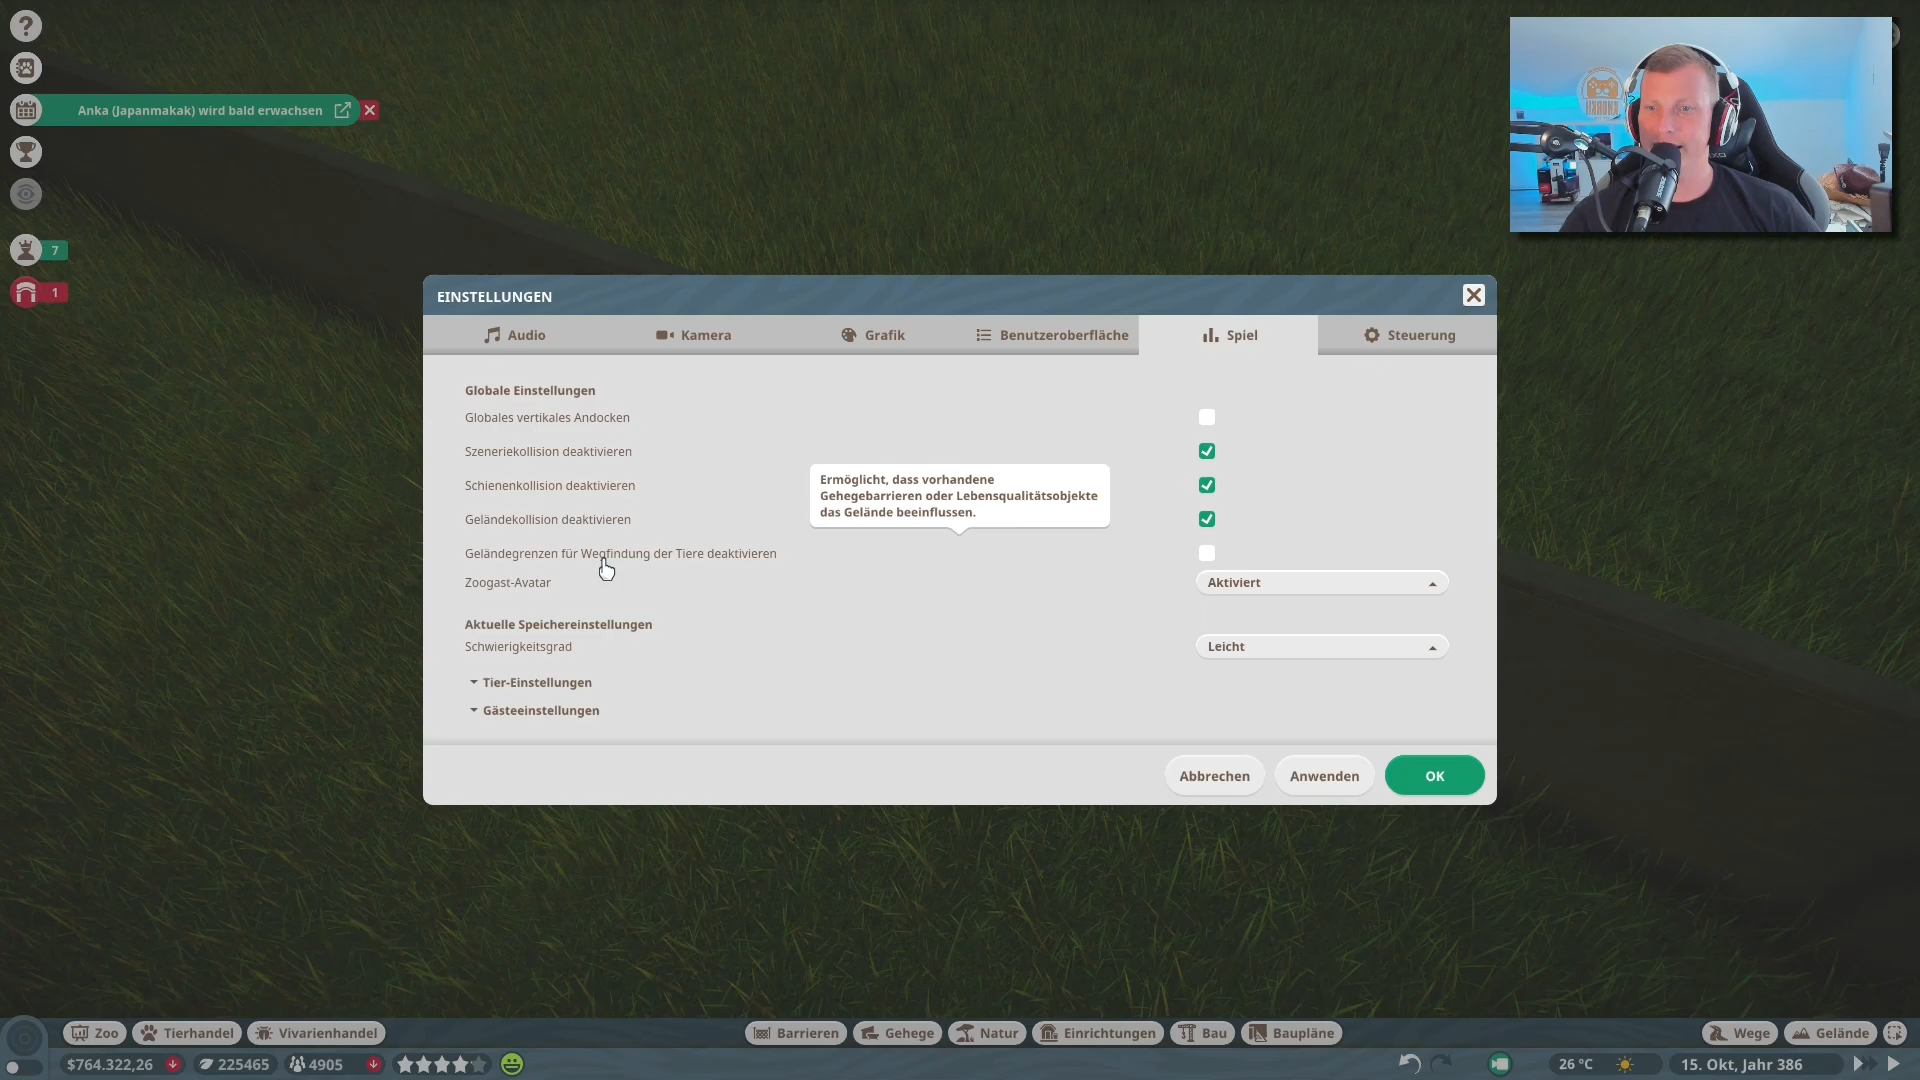 Anka (Japanmakak) wird bald erwachsen
7
1
EINSTELLUNGEN
Audio
Kamera
Grafik
Benutzeroberfläche
Spiel
Steuerung
Globale Einstellungen
Globales vertikales Andocken
Szeneriekollision deaktivieren
Schienenkollision deaktivieren
Geländekollision deaktivieren
Ermöglicht, dass vorhandene
Gehegebarrieren oder Lebensqualitätsobjekte
das Gelände beeinflussen.
Geländegrenzen für Wegfindung der Tiere deaktivieren
Zoogast-Avatar
Aktiviert
Aktuelle Speichereinstellungen
Schwierigkeitsgrad
Leicht
Tier-Einstellungen
Gästeeinstellungen
Abbrechen
Anwenden
OK
Zoo
Tierhandel
Vivarienhandel
Barrieren
Gehege
Natur
Einrichtungen
Bau
Baupläne
Wege
Gelände
$764.322,26
225465
4905
26 °C
15. Okt, Jahr 386